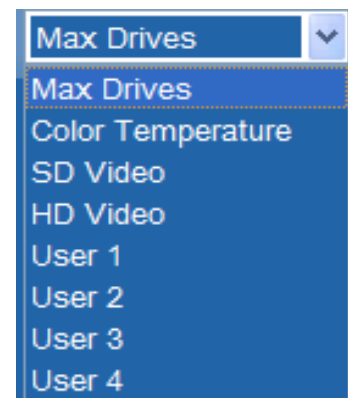 Max Drives
Max Drives
Color Temperature
SD Video
HD Video
User 1
User 2
User 3
User 4